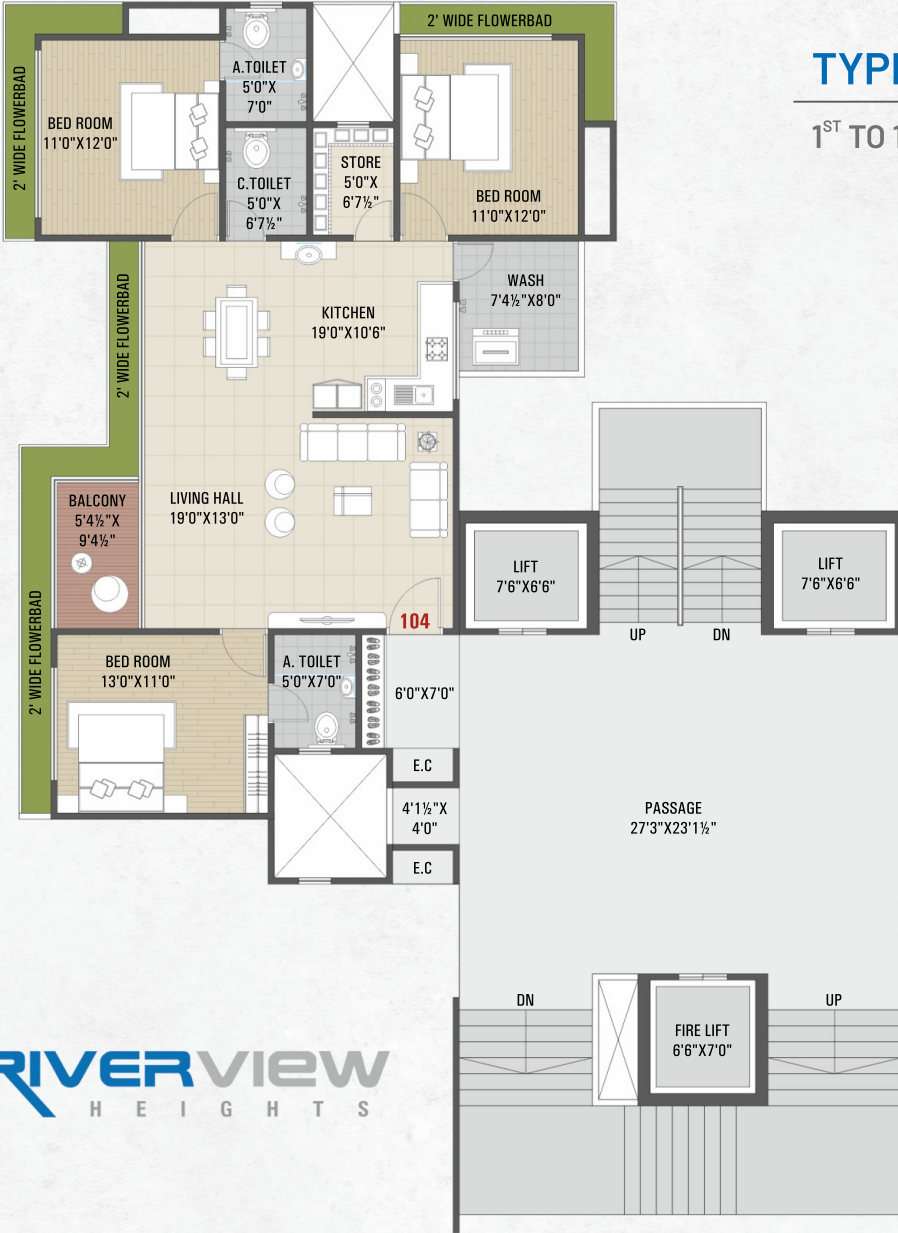 2' WIDE FLOWERBAD
TYP
1ST TO 1
A.TOILET
5'0"X
7'0"
2' WIDE FLOWERBAD
BED ROOM
11'0"X12'0"
C.TOILET
5'0"X
6'7½"
STORE
5'0"X
6'7½"
BED ROOM
11'0"X12'0"
WASH
7'4½"X8'0"
2' WIDE FLOWERBAD
KITCHEN
19'0"X10'6"
BALCONY
5'4½"X
9'4½"
LIVING HALL
19'0"X13'0"
LIFT
7'6"X6'6"
LIFT
7'6"X6'6"
UP
DN
104
2' WIDE FLOWERBAD
BED ROOM
13'0"X11'0"
A. TOILET
5'0"X7'0"
6'0"X7'0"
E.C
4'1½"X
4'0"
E.C
PASSAGE
27'3"X23'1½"
DN
UP
FIRE LIFT
6'6"X7'0"
RIVERVIEW
HEIGHTS